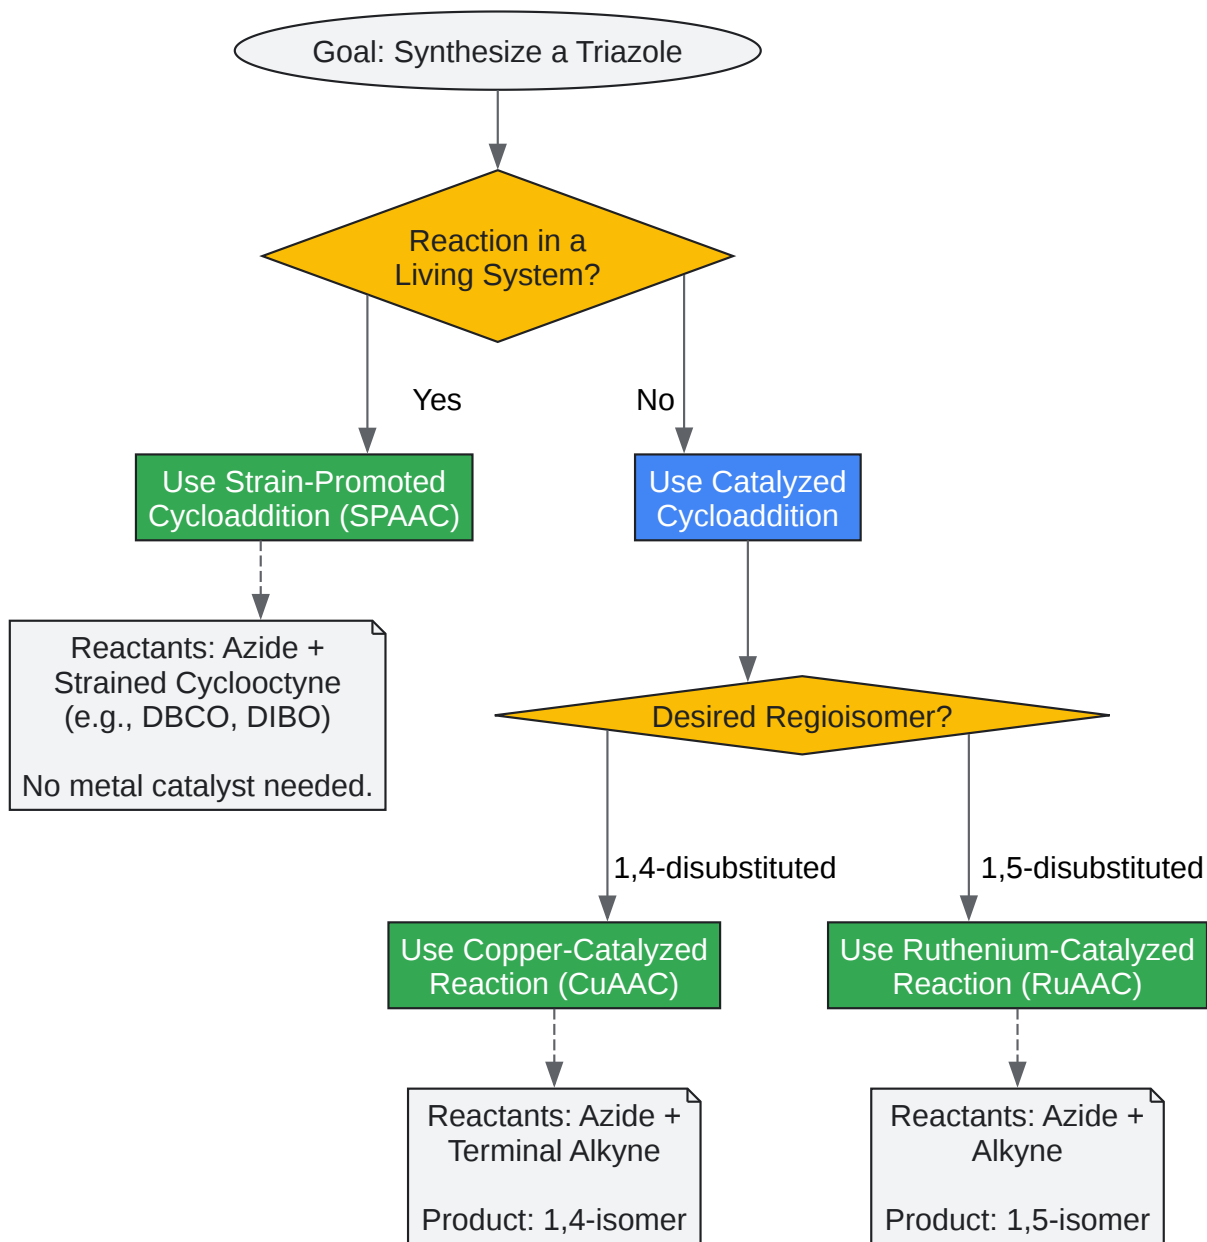 Goal: Synthesize a Triazole
Reaction in a
Living System?
Yes
No
Use Strain-Promoted
Cycloaddition (SPAAC)
Use Catalyzed
Cycloaddition
Reactants: Azide +
Strained Cyclooctyne
(e.g., DBCO, DIBO)
No metal catalyst needed.
Desired Regioisomer?
1,4-disubstituted
1,5-disubstituted
Use Copper-Catalyzed
Reaction (CuAAC)
Use Ruthenium-Catalyzed
Reaction (RuAAC)
Reactants: Azide +
Terminal Alkyne
Product: 1,4-isomer
Reactants: Azide +
Alkyne
Product: 1,5-isomer